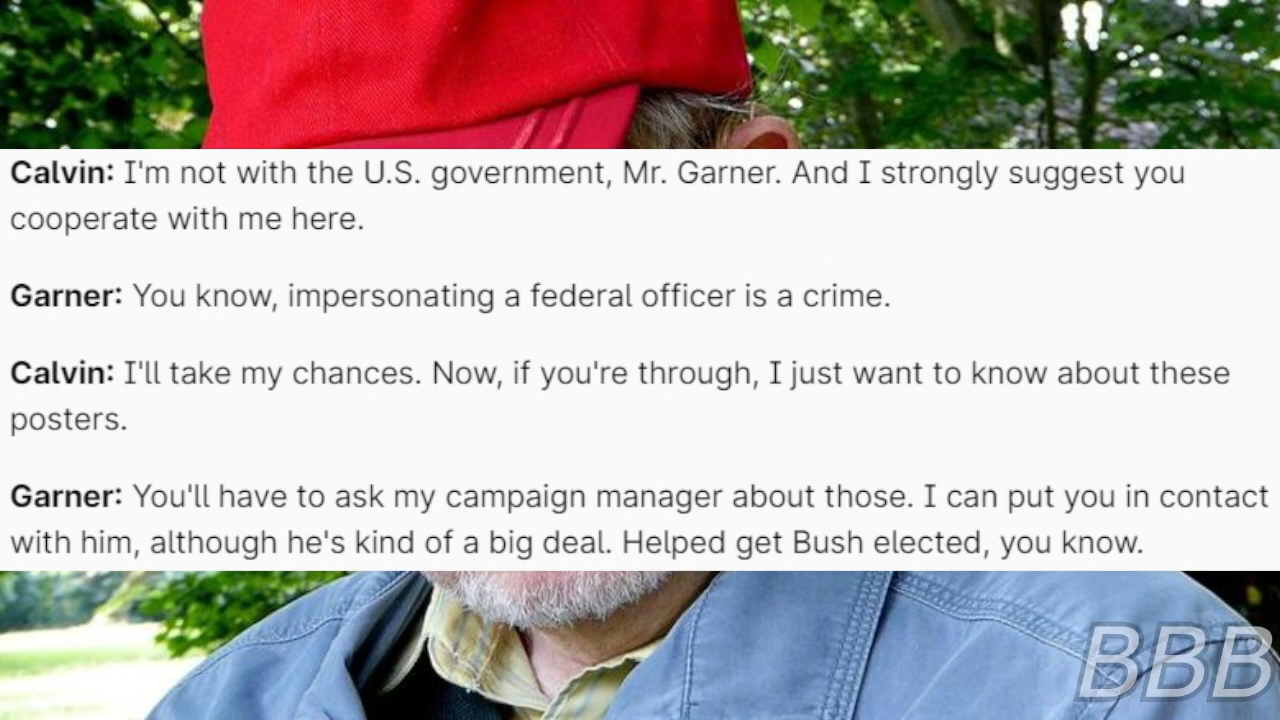 Calvin: I'm not with the U.S. government, Mr. Garner. And I strongly suggest you
cooperate with me here.
Garner: You know, impersonating a federal officer is a crime.
Calvin: I'll take my chances. Now, if you're through, I just want to know about these
posters.
Garner: You'll have to ask my campaign manager about those. I can put you in contact
with him, although he's kind of a big deal. Helped get Bush elected, you know.
BBB